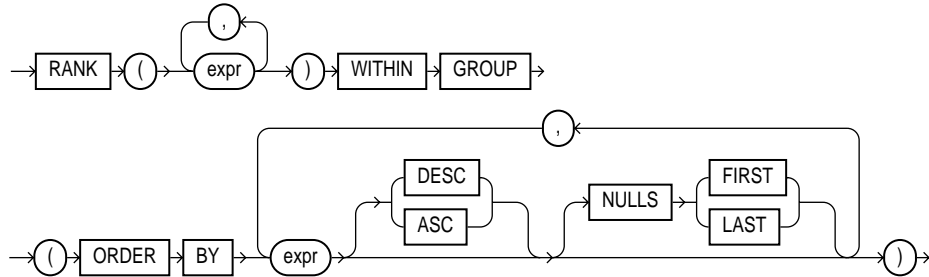 ,
RANK ( expr ) WITHIN GROUP
,
DESC FIRST
NULLS
ASC LAST
( ORDER BY expr )